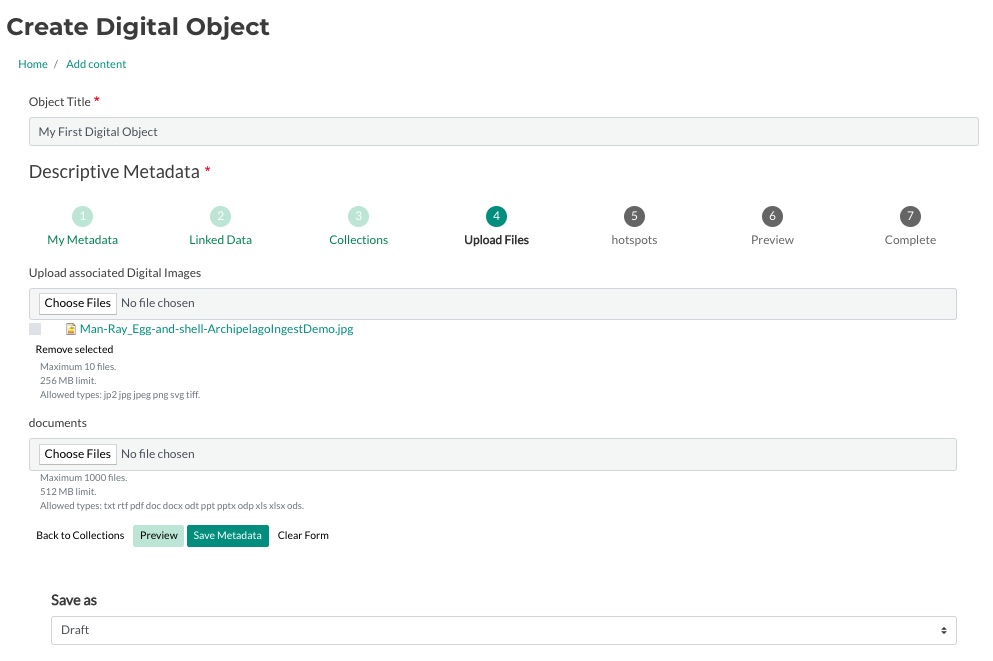 Create Digital Object
Home / Add content
Object Title *
My First Digital Object
Descriptive Metadata *
1 2 3 4 5 6 7
My Metadata Linked Data Collections Upload Files hotspots Preview Complete
Upload associated Digital Images
Choose Files No file chosen
Man-Ray_Egg-and-shell-ArchipelagoIngestDemo.jpg
Remove selected
Maximum 10 files.
256 MB limit.
Allowed types: jp2 jpg jpeg png svg tiff.
documents
Choose Files No file chosen
Maximum 1000 files.
512 MB limit.
Allowed types: txt rtf pdf doc docx odt ppt pptx odp xls xlsx ods.
Back to Collections Preview Save Metadata Clear Form
Save as
Draft